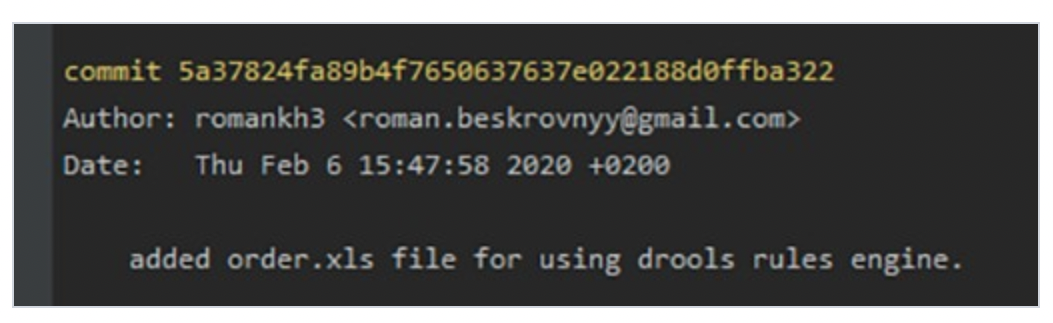 commit 5a37824fa89b4f7650637637e022188d0ffba322
Author: romankh3 <roman.beskrovnyy@gmail.com>
Date:   Thu Feb 6 15:47:58 2020 +0200
added order.xls file for using drools rules engine.